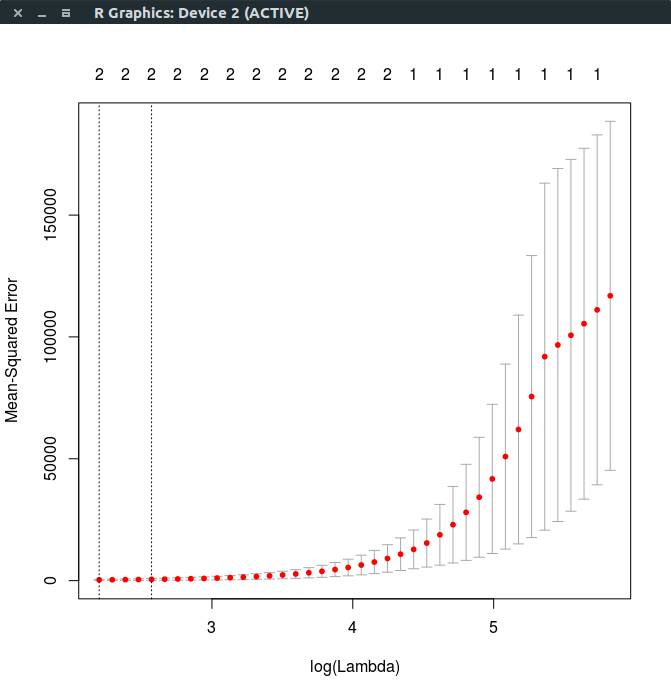 R Graphics: Device 2 (ACTIVE)
2 2 2 2 2 2 2 2 2 2 2 2 1 1 1 1 1 1 1 1
150000
100000
50000
0
Mean-Squared Error
3 4 5
log(Lambda)